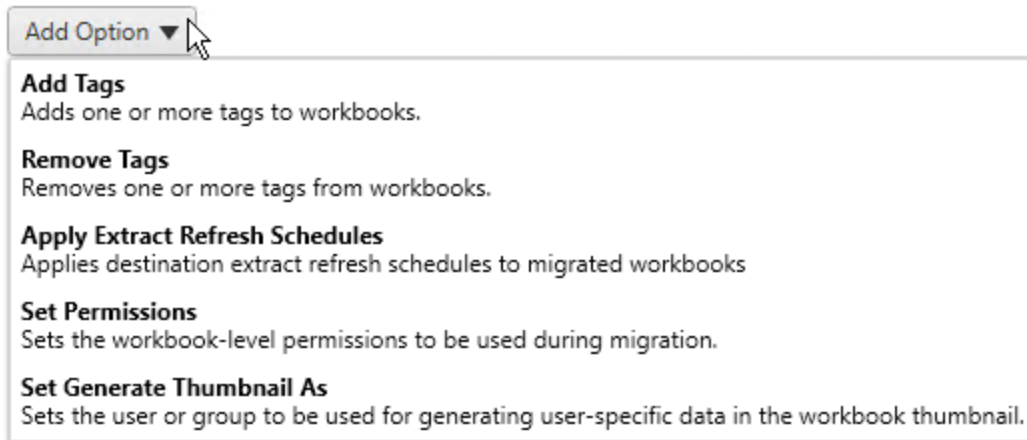 Add Option
Add Tags
Adds one or more tags to workbooks.
Remove Tags
Removes one or more tags from workbooks.
Apply Extract Refresh Schedules
Applies destination extract refresh schedules to migrated workbooks
Set Permissions
Sets the workbook-level permissions to be used during migration.
Set Generate Thumbnail As
Sets the user or group to be used for generating user-specific data in the workbook thumbnail.